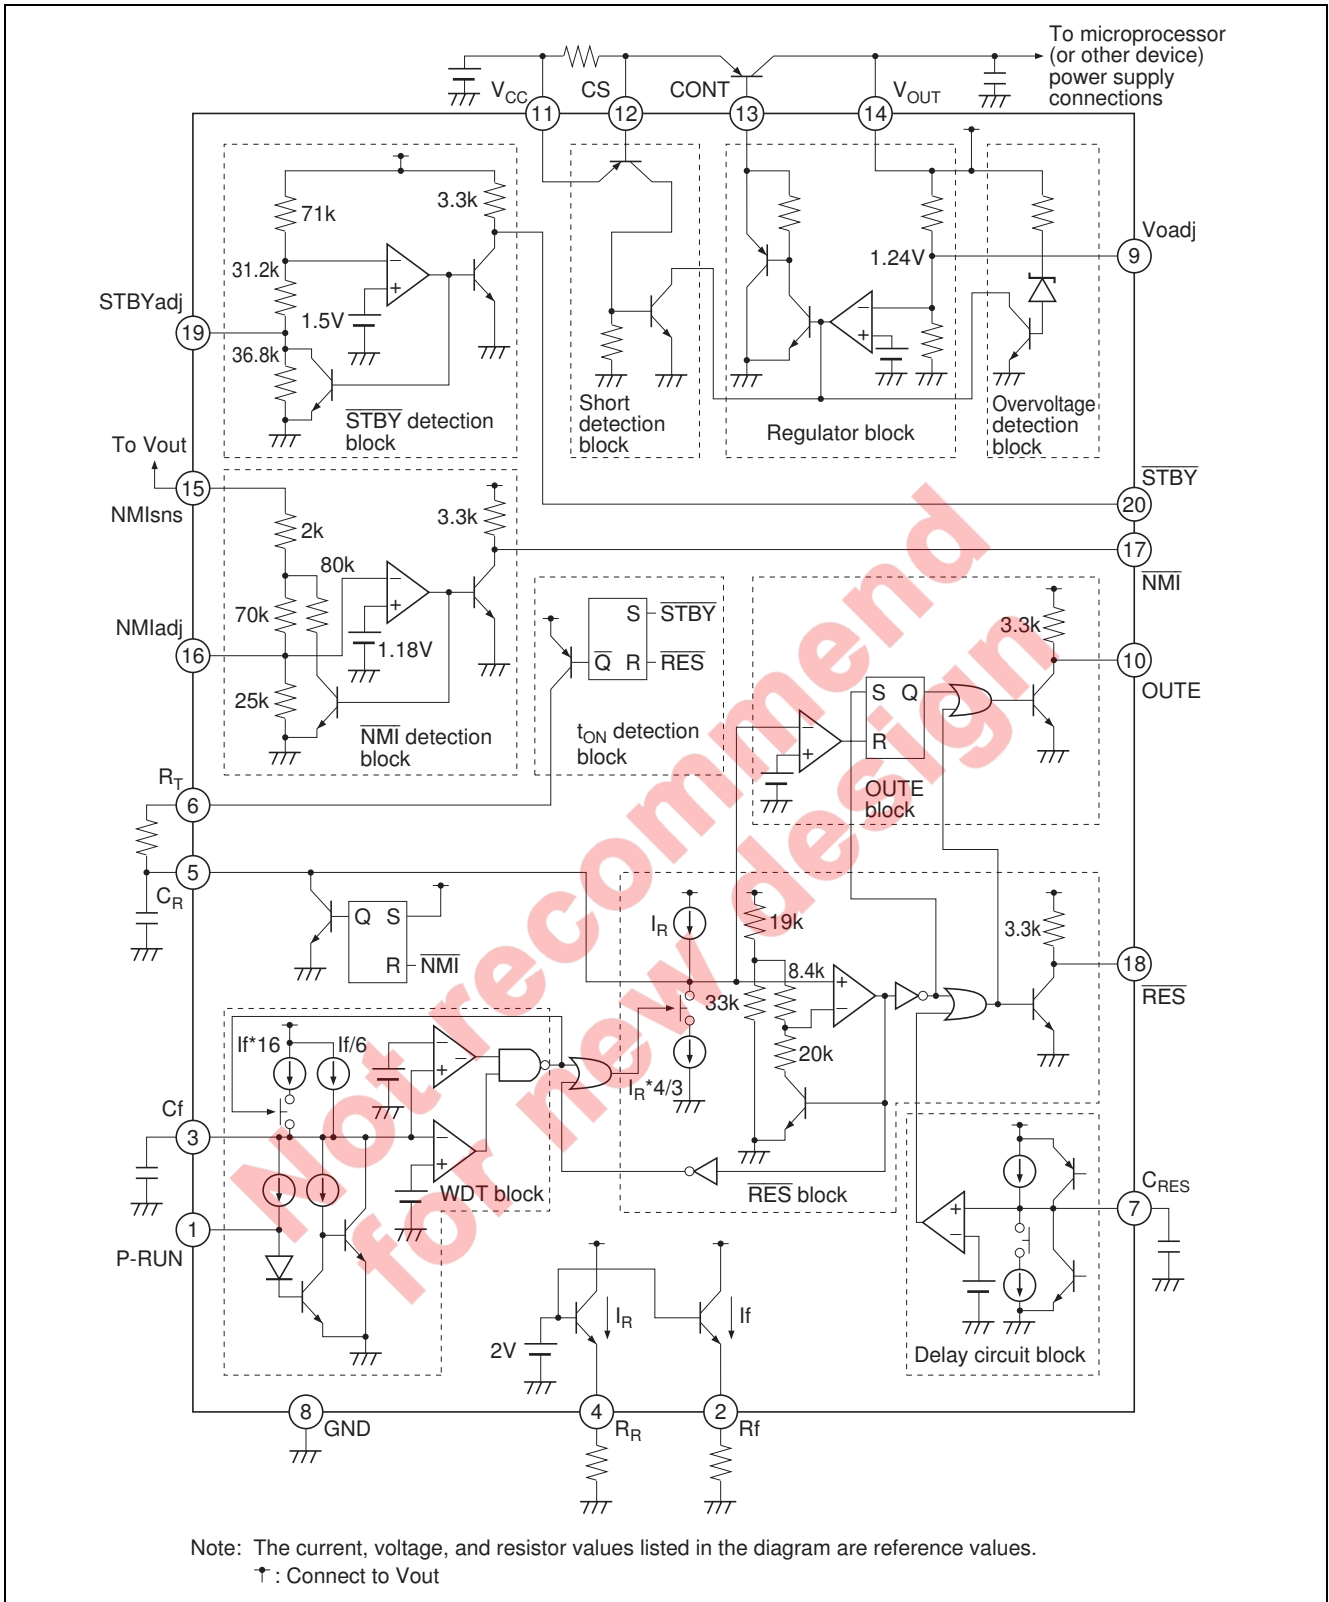 To microprocessor
(or other device)
power supply
connections
VCC
CS
CONT
VOUT
11
12
13
14
71k
3.3k
31.2k
1.5V
STBYadj
19
36.8k
STBY detection
block
Short
detection
block
1.24V
Regulator block
Overvoltage
detection
block
Voadj
9
To Vout
15
NMIsns
2k
3.3k
80k
70k
1.18V
NMIadj
16
25k
NMI detection
block
STBY
20
17
NMI
S
STBY
Q
R
RES
tON detection
block
3.3k
10
OUTE
S
Q
R
OUTE
block
RT
6
5
CR
Q
S
R
NMI
IR
19k
8.4k
33k
20k
IR*4/3
3.3k
18
RES
RES block
If*16
If/6
Cf
3
WDT block
1
P-RUN
CRES
7
Delay circuit block
2V
IR
If
8
GND
4
RR
2
Rf
Not recommend
for new design
Note: The current, voltage, and resistor values listed in the diagram are reference values.
: Connect to Vout